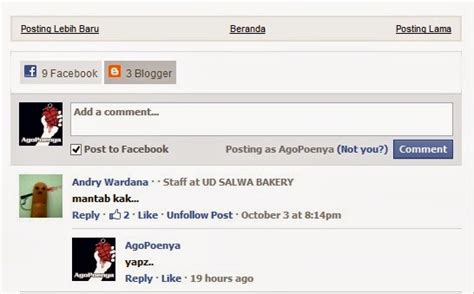 Posting Lebih Baru Beranda Posting Lama
9 Facebook 3 Blogger
Add a comment...
AgoPoenya
Post to Facebook Posting as AgoPoenya (Not you?) Comment
Andry Wardana · · Staff at UD SALWA BAKERY
mantab kak...
Reply · 2 · Like · Unfollow Post · October 3 at 8:14pm
AgoPoenya
yapz..
AgoPoenya
Reply · Like · 19 hours ago